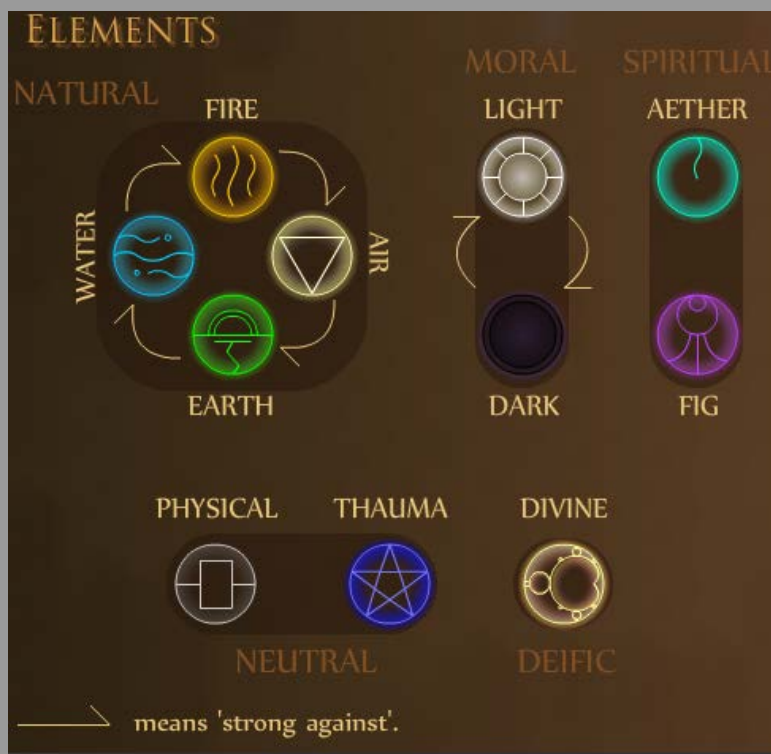 ELEMENTS
NATURAL
MORAL
SPIRITUAL
FIRE
LIGHT
AETHER
WATER
AIR
EARTH
DARK
FIG
PHYSICAL
THAUMA
DIVINE
NEUTRAL
DEIFIC
means 'strong against'.